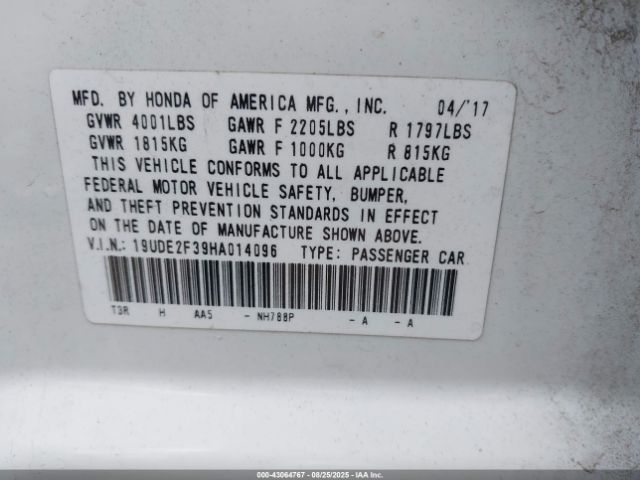 MFD. BY HONDA OF AMERICA MFG., INC. 04/'17
GVWR 4001LBS GAWR F 2205LBS R 1797LBS
GVWR 1815KG GAWR F 1000KG R 815KG
THIS VEHICLE CONFORMS TO ALL APPLICABLE
FEDERAL MOTOR VEHICLE SAFETY, BUMPER,
AND THEFT PREVENTION STANDARDS IN EFFECT
ON THE DATE OF MANUFACTURE SHOWN ABOVE.
V.I.N.: 19UDE2F39HA014096 TYPE: PASSENGER CAR
T3R H AA5 - NH788P - A - A
000-43064767 - 08/25/2025 - IAA Inc.